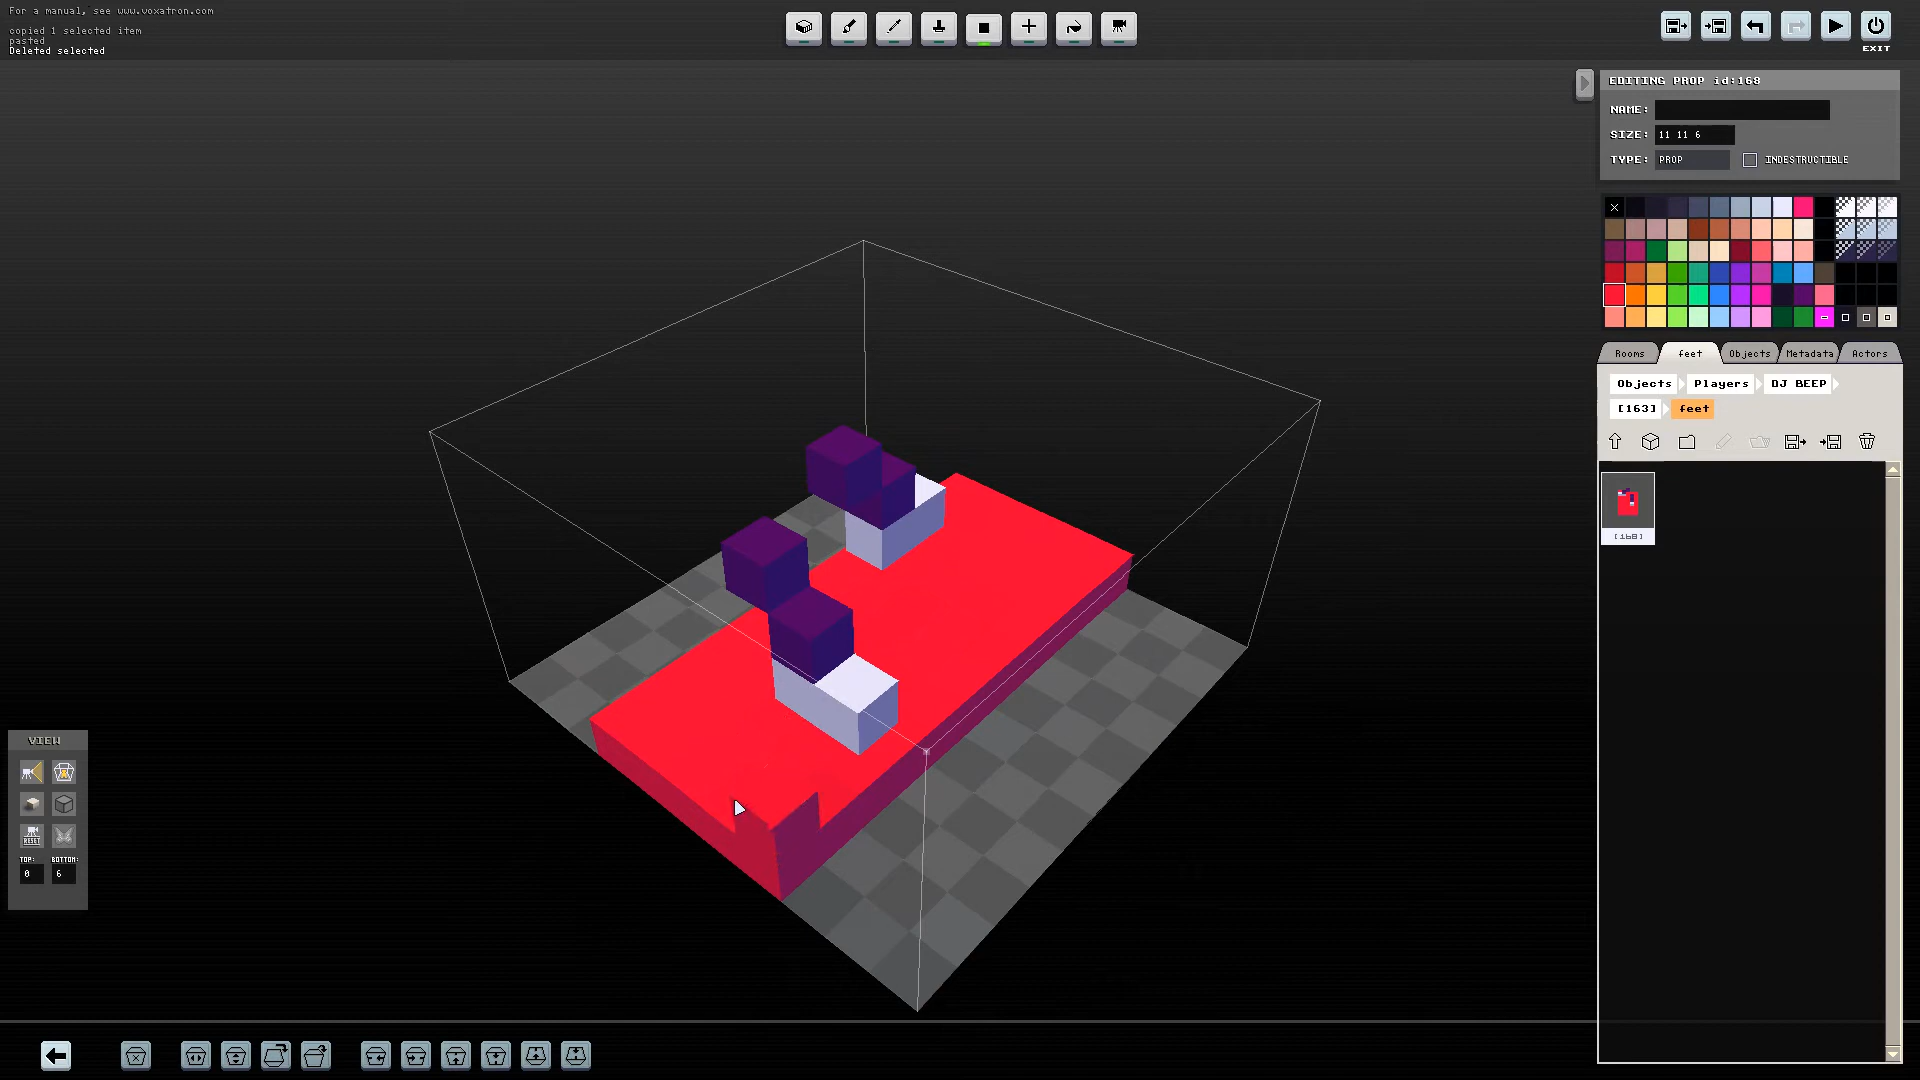 For a manual, see www.voxatron.com
copied 1 selected item
pasted
Deleted selected
EXIT
EDITING PROP id:168
NAME:
SIZE: 11 11 6
TYPE: PROP INDESTRUCTIBLE
Rooms feet Objects Metadata Actors
Objects Players DJ BEEP
[163] feet
[168]
VIEW
RESET
TOP: BOTTOM:
0 6